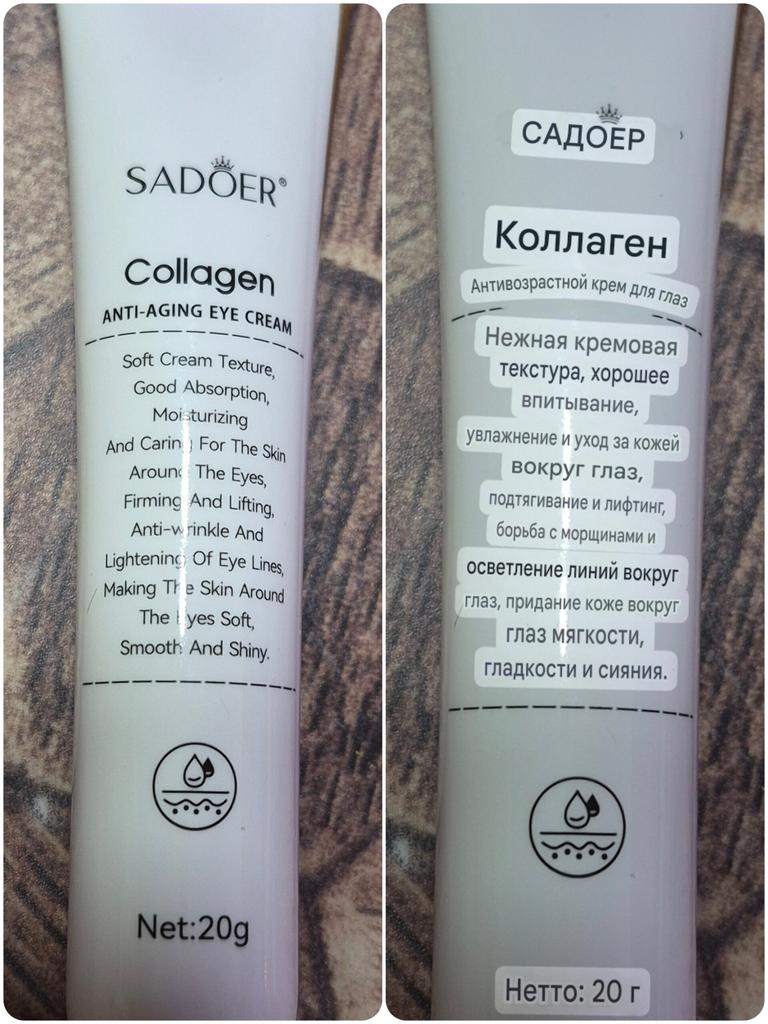 SADOER®
Collagen
ANTI-AGING EYE CREAM
Soft Cream Texture,
Good Absorption,
Moisturizing
And Caring For The Skin
Around The Eyes,
Firming And Lifting,
Anti-wrinkle And
Lightening Of Eye Lines,
Making The Skin Around
The Eyes Soft,
Smooth And Shiny.
Net:20g
САДОЕР
Коллаген
Антивозрастной крем для глаз
Нежная кремовая
текстура, хорошее
впитывание,
увлажнение и уход за кожей
вокруг глаз,
подтягивание и лифтинг,
борьба с морщинами и
осветление линий вокруг
глаз, придание коже вокруг
глаз мягкости,
гладкости и сияния.
Нетто: 20 г